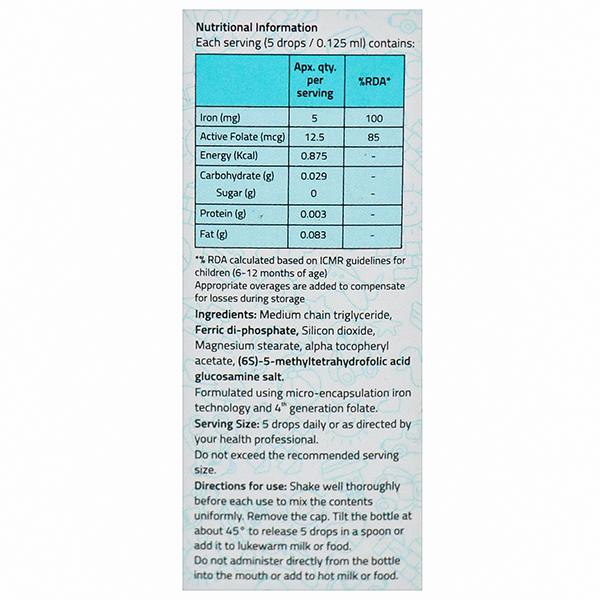 Nutritional Information
Each serving (5 drops / 0.125 ml) contains:
Apx. qty. per serving %RDA*
Iron (mg) 5 100
Active Folate (mcg) 12.5 85
Energy (Kcal) 0.875 -
Carbohydrate (g) 0.029 -
Sugar (g) 0 -
Protein (g) 0.003 -
Fat (g) 0.083 -
*% RDA calculated based on ICMR guidelines for
children (6-12 months of age)
Appropriate overages are added to compensate
for losses during storage
Ingredients: Medium chain triglyceride,
Ferric di-phosphate, Silicon dioxide,
Magnesium stearate, alpha tocopheryl
acetate, (6S)-5-methyltetrahydrofolic acid
glucosamine salt.
Formulated using micro-encapsulation iron
technology and 4th generation folate.
Serving Size: 5 drops daily or as directed by
your health professional.
Do not exceed the recommended serving
size.
Directions for use: Shake well thoroughly
before each use to mix the contents
uniformly. Remove the cap. Tilt the bottle at
about 45° to release 5 drops in a spoon or
add it to lukewarm milk or food.
Do not administer directly from the bottle
into the mouth or add to hot milk or food.